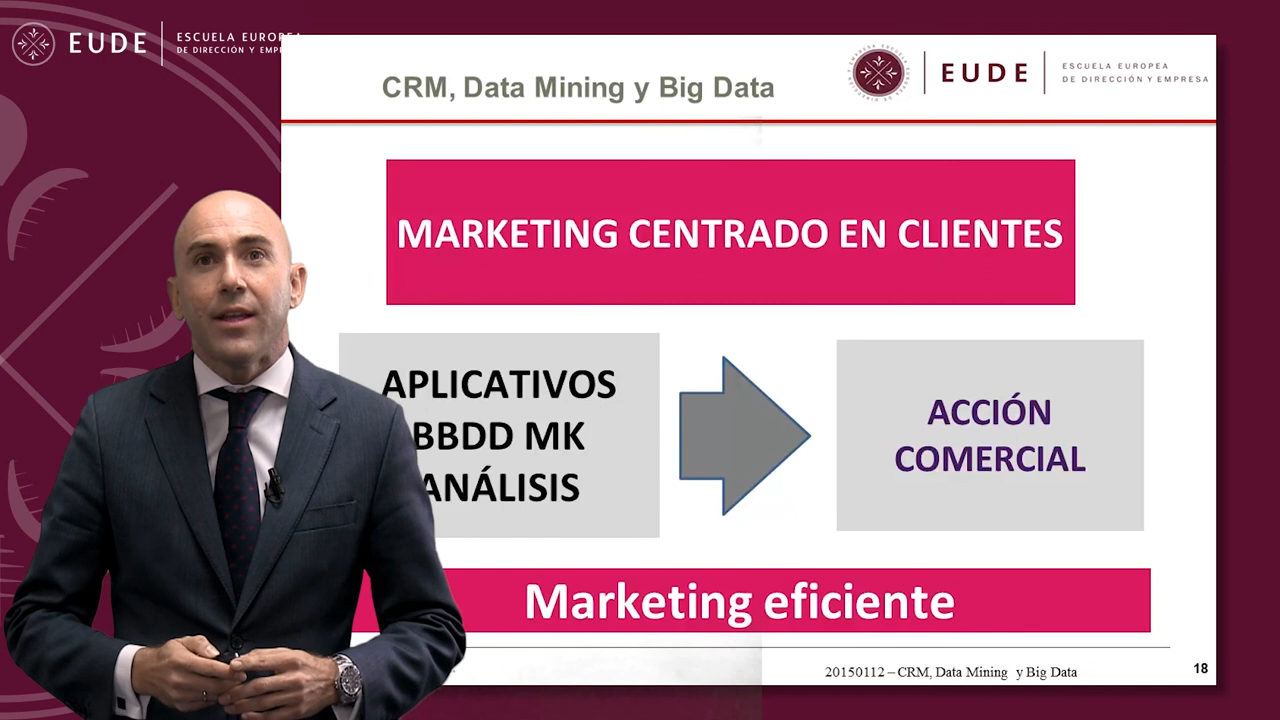 EUDE
ESCUELA EUROPEA
DE DIRECCIÓN Y
CRM, Data Mining y Big Data
EUDE
ESCUELA EUROPEA
DE DIRECCIÓN Y EMPRESA
MARKETING CENTRADO EN CLIENTES
APLICATIVOS
BBDD MK
ANÁLISIS
ACCIÓN
COMERCIAL
Marketing eficiente
20150112 – CRM, Data Mining y Big Data
18